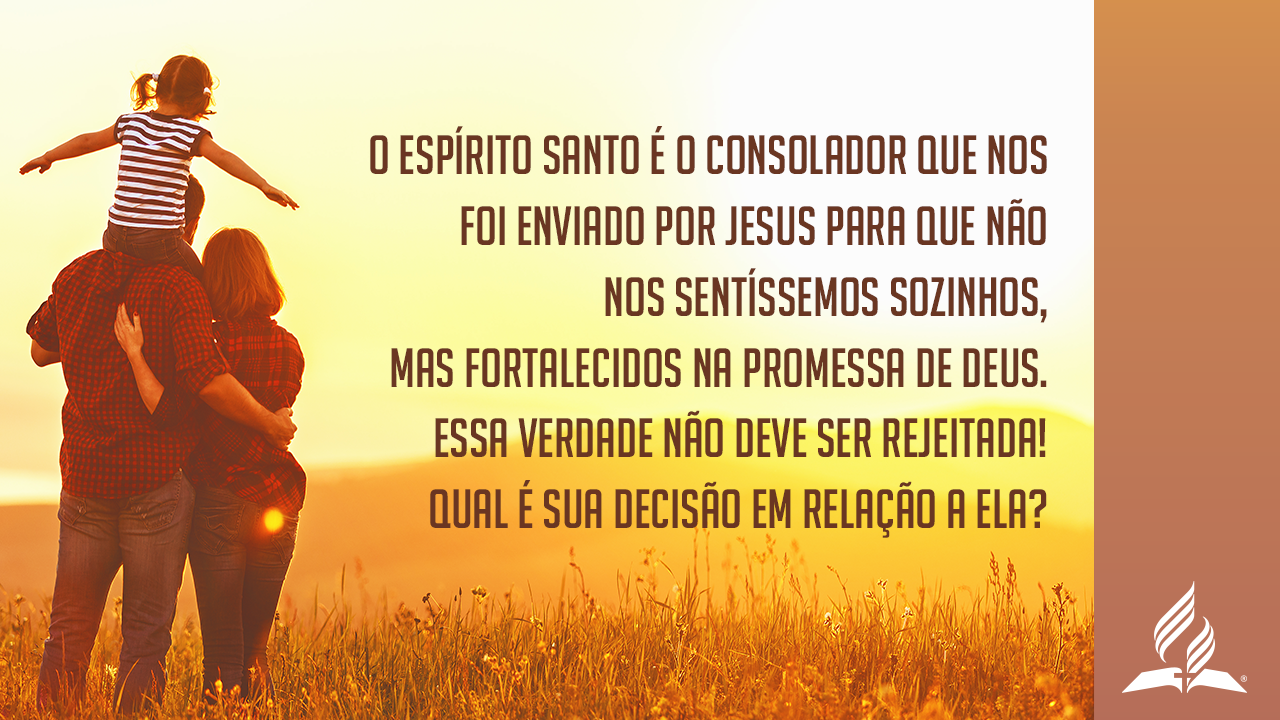 O ESPÍRITO SANTO É O CONSOLADOR QUE NOS
FOI ENVIADO POR JESUS PARA QUE NÃO
NOS SENTÍSSEMOS SOZINHOS,
MAS FORTALECIDOS NA PROMESSA DE DEUS.
ESSA VERDADE NÃO DEVE SER REJEITADA!
QUAL É SUA DECISÃO EM RELAÇÃO A ELA?
®